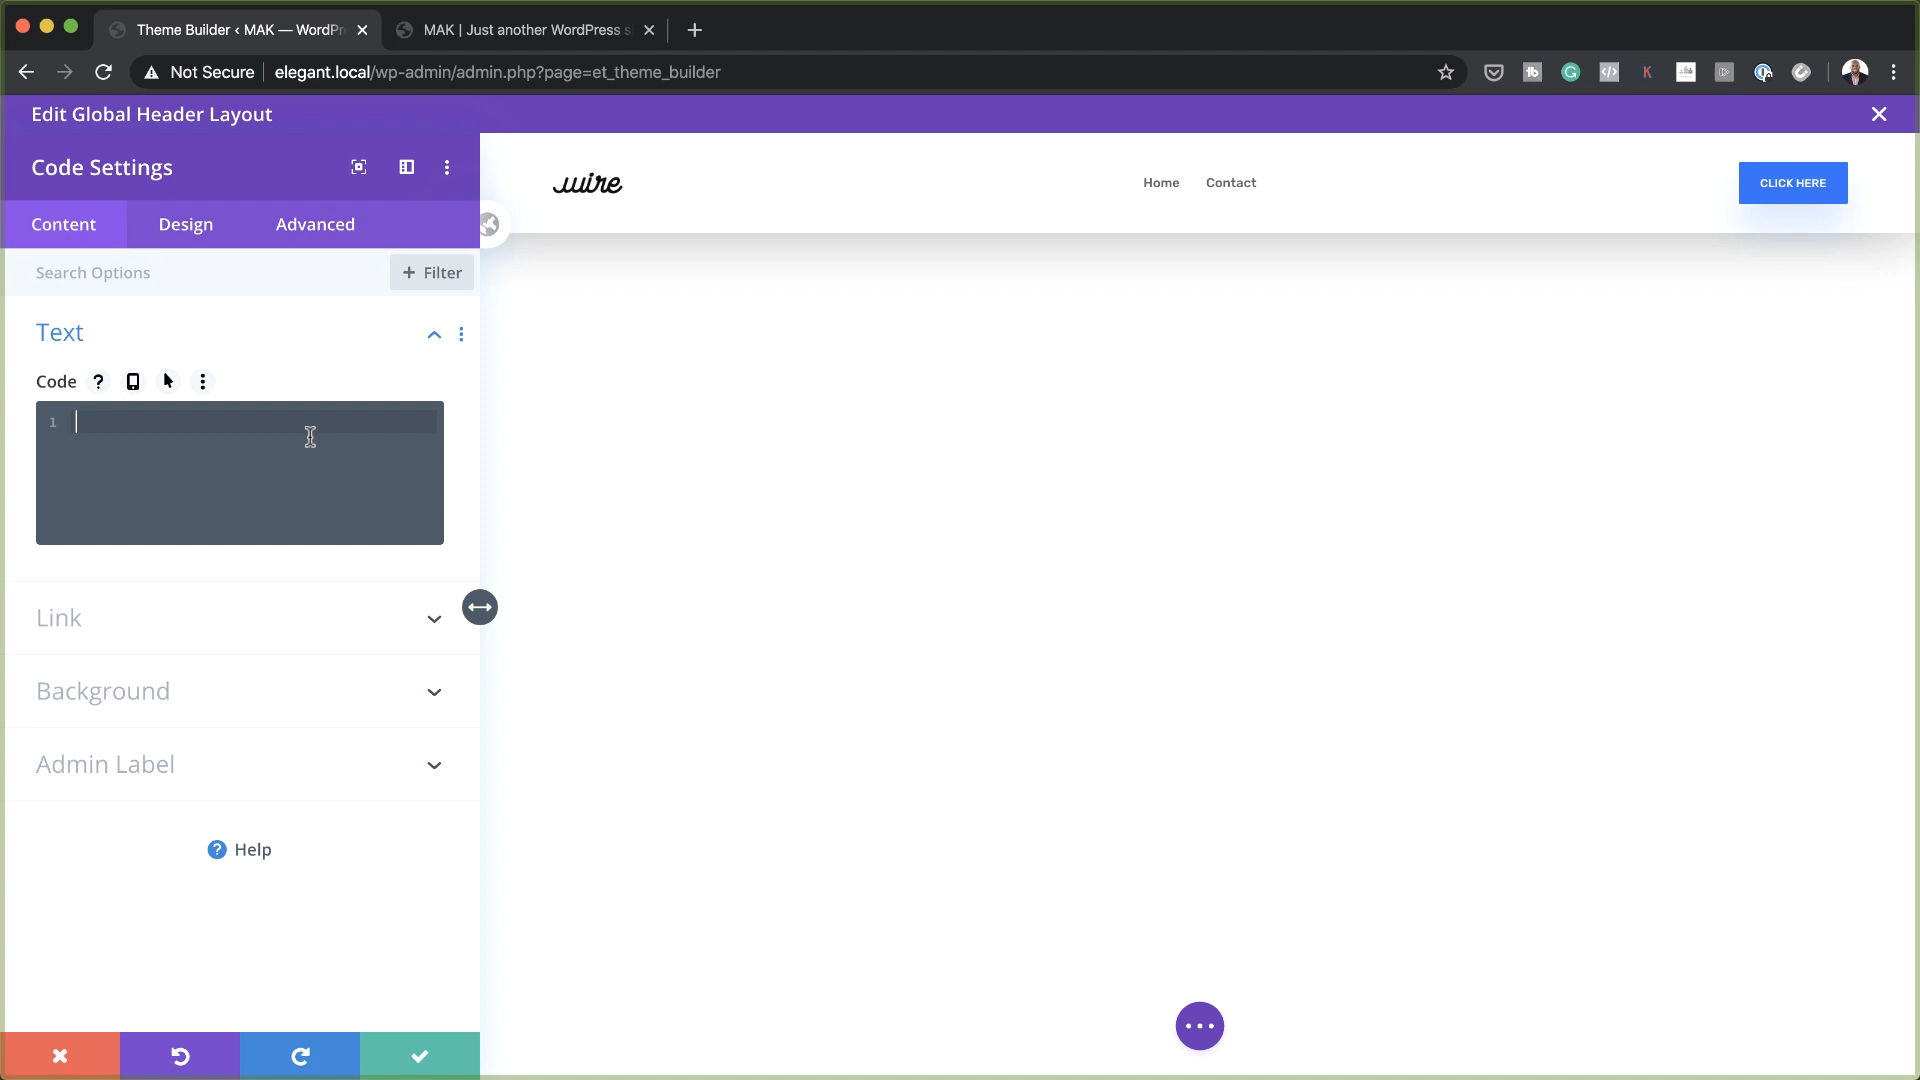 Theme Builder ‹ MAK — WordPr
MAK | Just another WordPress s
Not Secure
elegant.local/wp-admin/admin.php?page=et_theme_builder
Edit Global Header Layout
Code Settings
Content
Design
Advanced
Search Options
+ Filter
Text
Code
1
Link
Background
Admin Label
Help
wire
Home
Contact
CLICK HERE